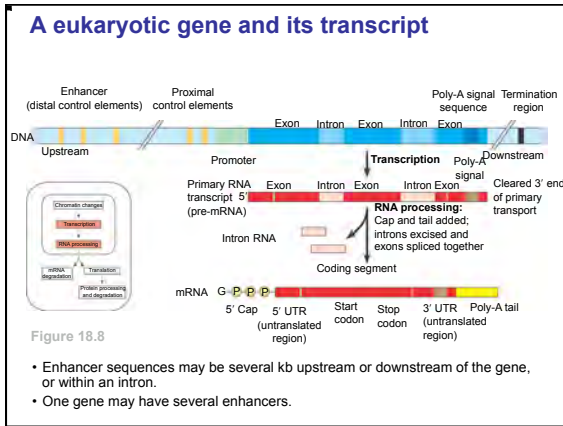 A eukaryotic gene and its transcript
Enhancer
(distal control elements)
Proximal
control elements
Poly-A signal
sequence
Termination
region
Exon
Intron
Exon
Intron
Exon
DNA
Upstream
Downstream
Promoter
Transcription
Poly-A
signal
Primary RNA
transcript
(pre-mRNA)
5′
Exon
Intron
Exon
Intron
Exon
Cleared 3′ end
of primary
transport
RNA processing:
Cap and tail added;
introns excised and
exons spliced together
Intron RNA
Coding segment
mRNA
G P P P
5′ Cap
5′ UTR
(untranslated
region)
Start
codon
Stop
codon
3′ UTR
(untranslated
region)
Poly-A tail
Chromatin changes
Transcription
RNA processing
mRNA
degradation
Translation
Protein processing
and degradation
Figure 18.8
• Enhancer sequences may be several kb upstream or downstream of the gene,
or within an intron.
• One gene may have several enhancers.